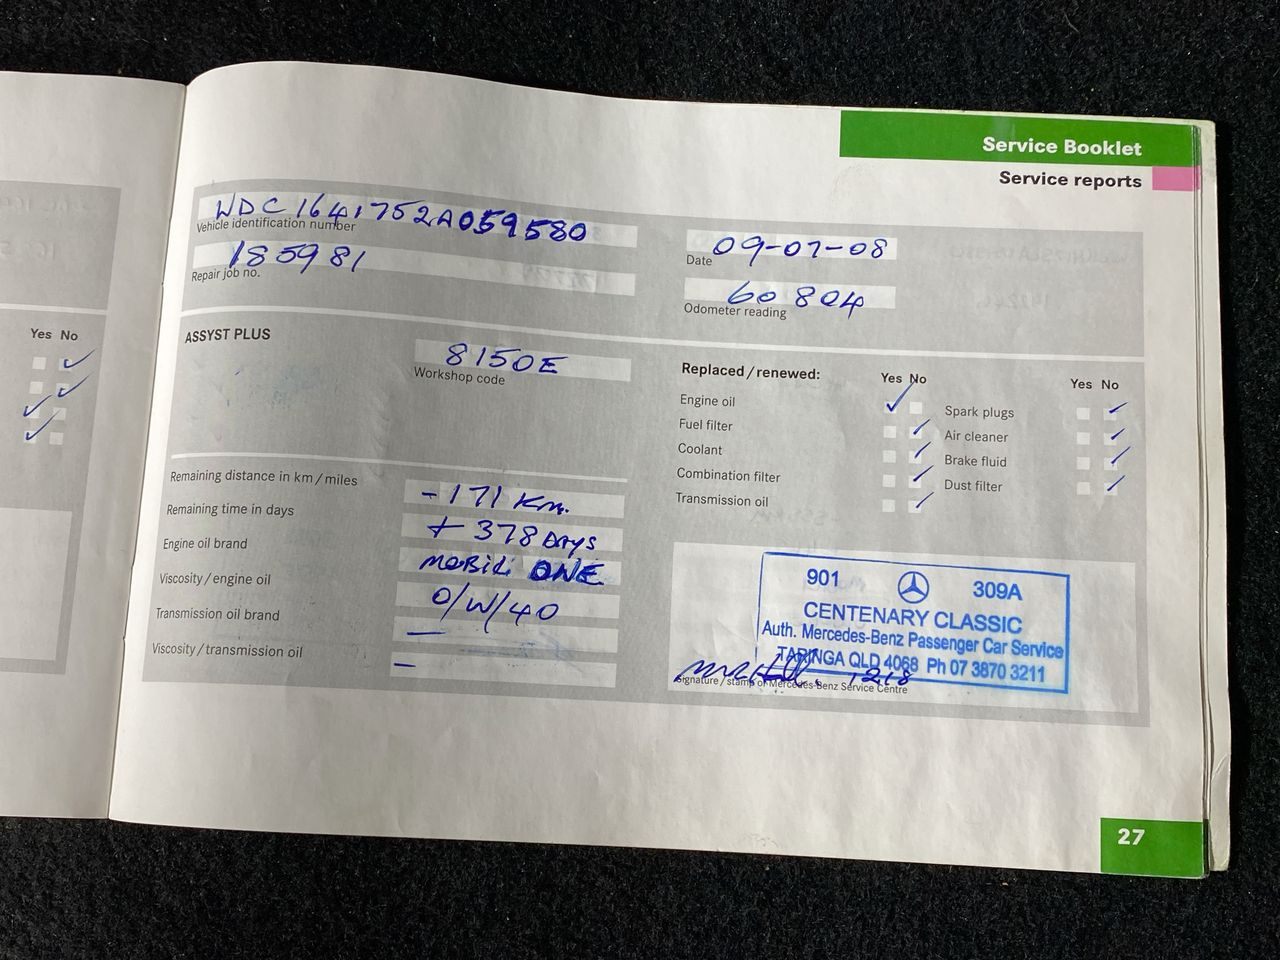 Service Booklet
Service reports
WDC1641752A059580
Vehicle identification number
09-07-08
Date
185981
Repair job no.
60804
Odometer reading
Yes No
ASSYST PLUS
8150E
Workshop code
Replaced / renewed:
Yes No
Yes No
Engine oil
Spark plugs
Fuel filter
Air cleaner
Coolant
Brake fluid
Combination filter
Dust filter
Transmission oil
Remaining distance in km / miles
- 171 Km.
Remaining time in days
+ 378 DAYS
Engine oil brand
MOBIL ONE
Viscosity / engine oil
0/W/40
Transmission oil brand
—
Viscosity / transmission oil
—
901 309A
CENTENARY CLASSIC
Auth. Mercedes-Benz Passenger Car Service
TARINGA QLD 4068 Ph 07 3870 3211
1218
Signature / stamp of Mercedes-Benz Service Centre
27